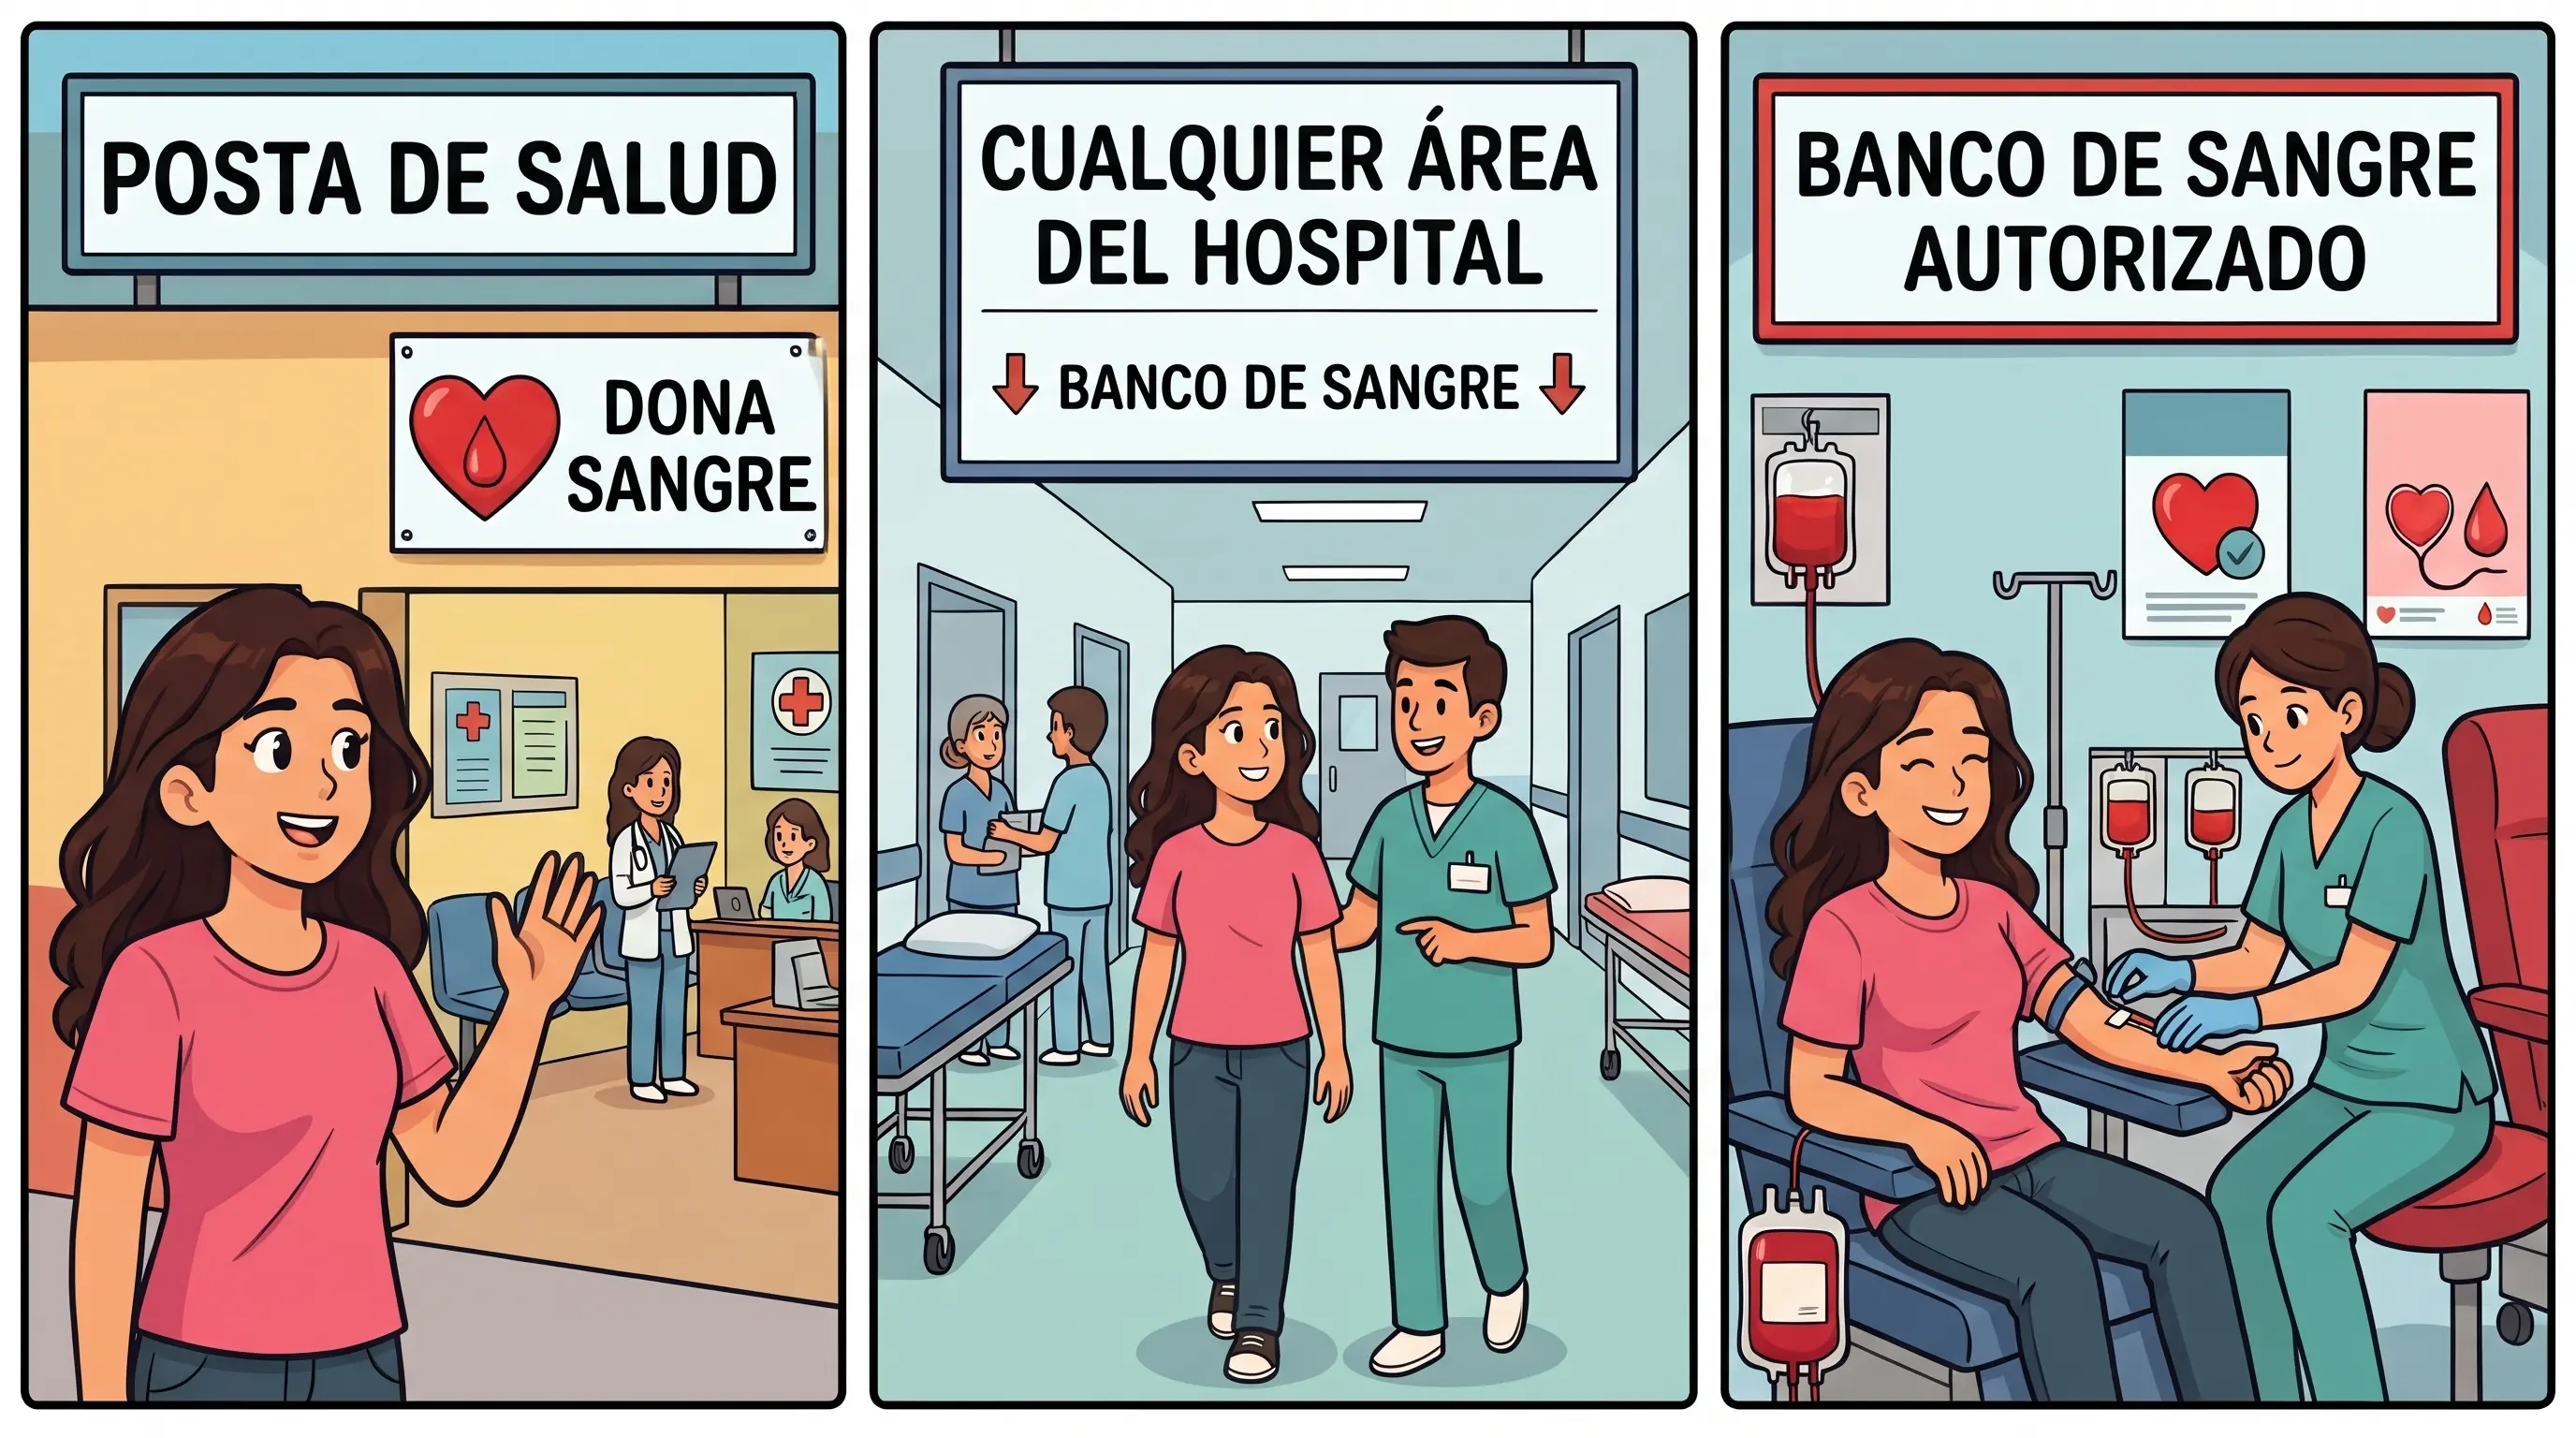 POSTA DE SALUD
DONA
SANGRE
CUALQUIER ÁREA
DEL HOSPITAL
BANCO DE SANGRE
BANCO DE SANGRE
AUTORIZADO